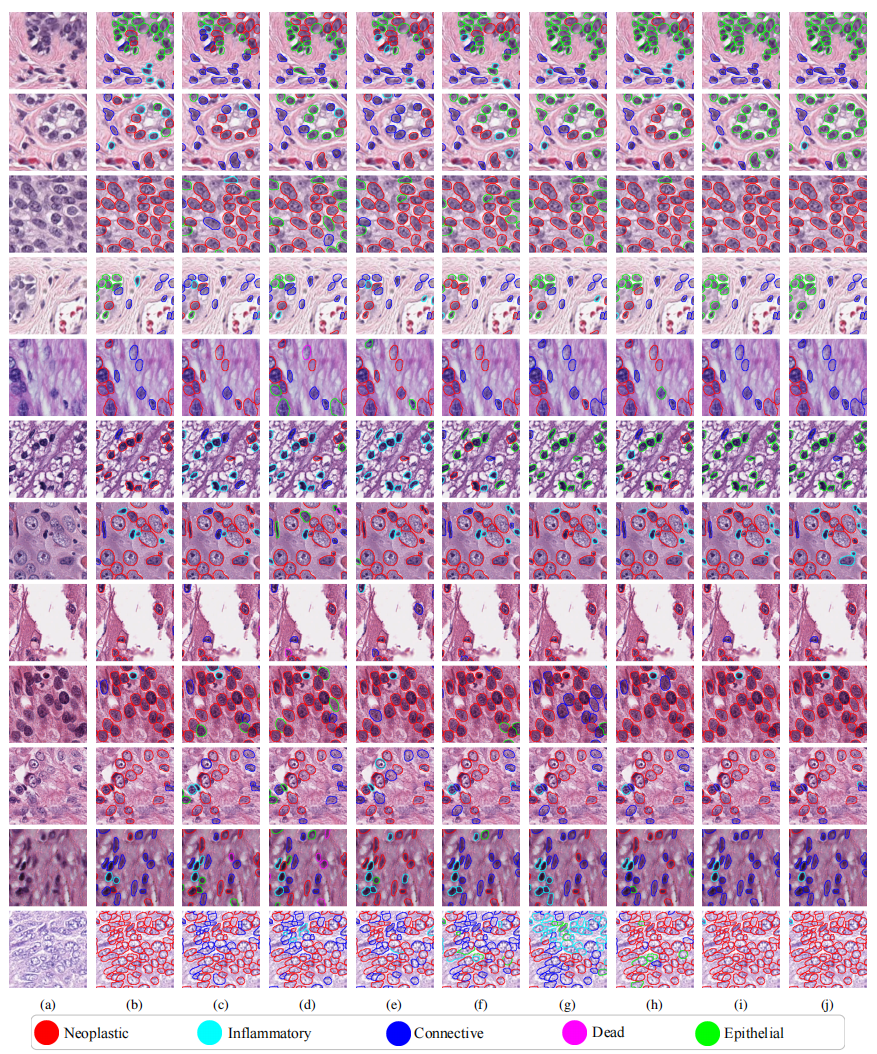 (a) (b) (c) (d) (e) (f) (g) (h) (i) (j)
Neoplastic Inflammatory Connective Dead Epithelial